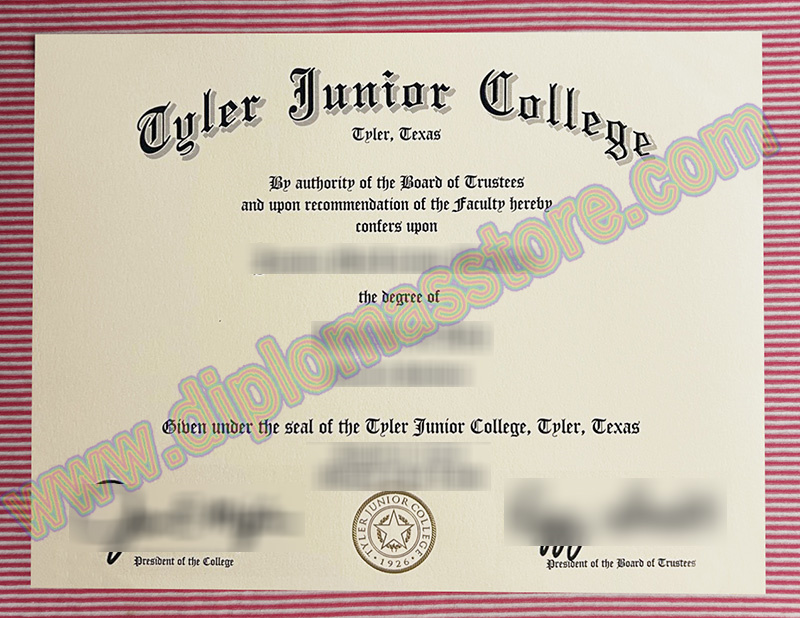 Tyler Junior College
Tyler, Texas
By authority of the Board of Trustees
and upon recommendation of the Faculty hereby
confers upon
the degree of
www.diplomasstore.com
Given under the seal of the Tyler Junior College, Tyler, Texas
TYLER JUNIOR COLLEGE
1926
President of the College
President of the Board of Trustees